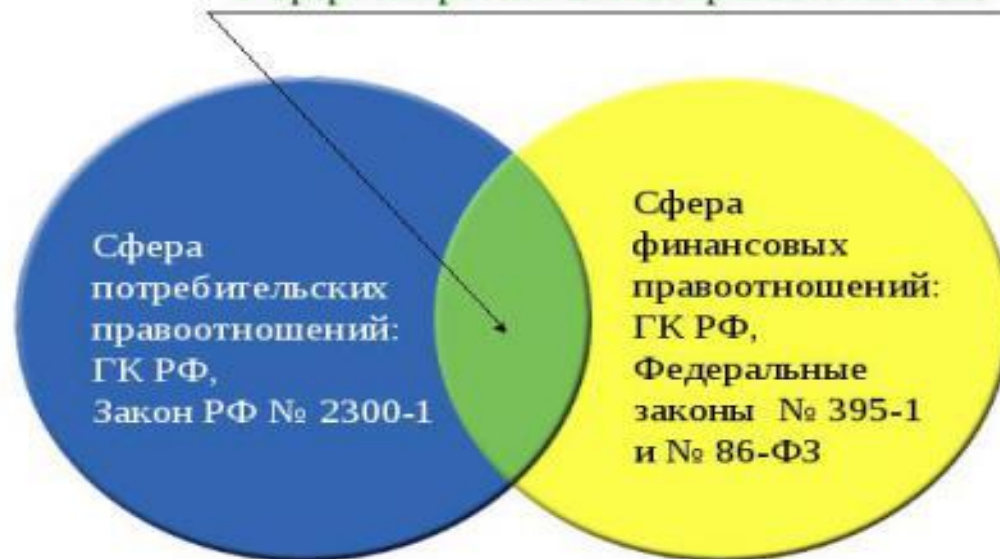 Сфера
потребительских
правоотношений:
ГК РФ,
Закон РФ № 2300-1
Сфера
финансовых
правоотношений:
ГК РФ,
Федеральные
законы № 395-1
и № 86-ФЗ